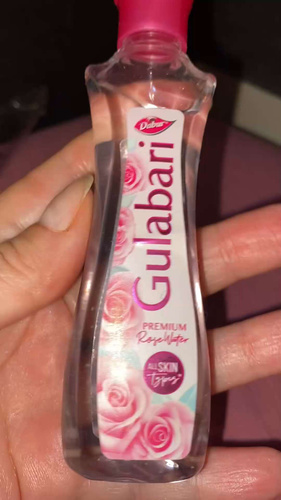 Dabur
Gulabari
PREMIUM
Rose Water
ALL SKIN
types*